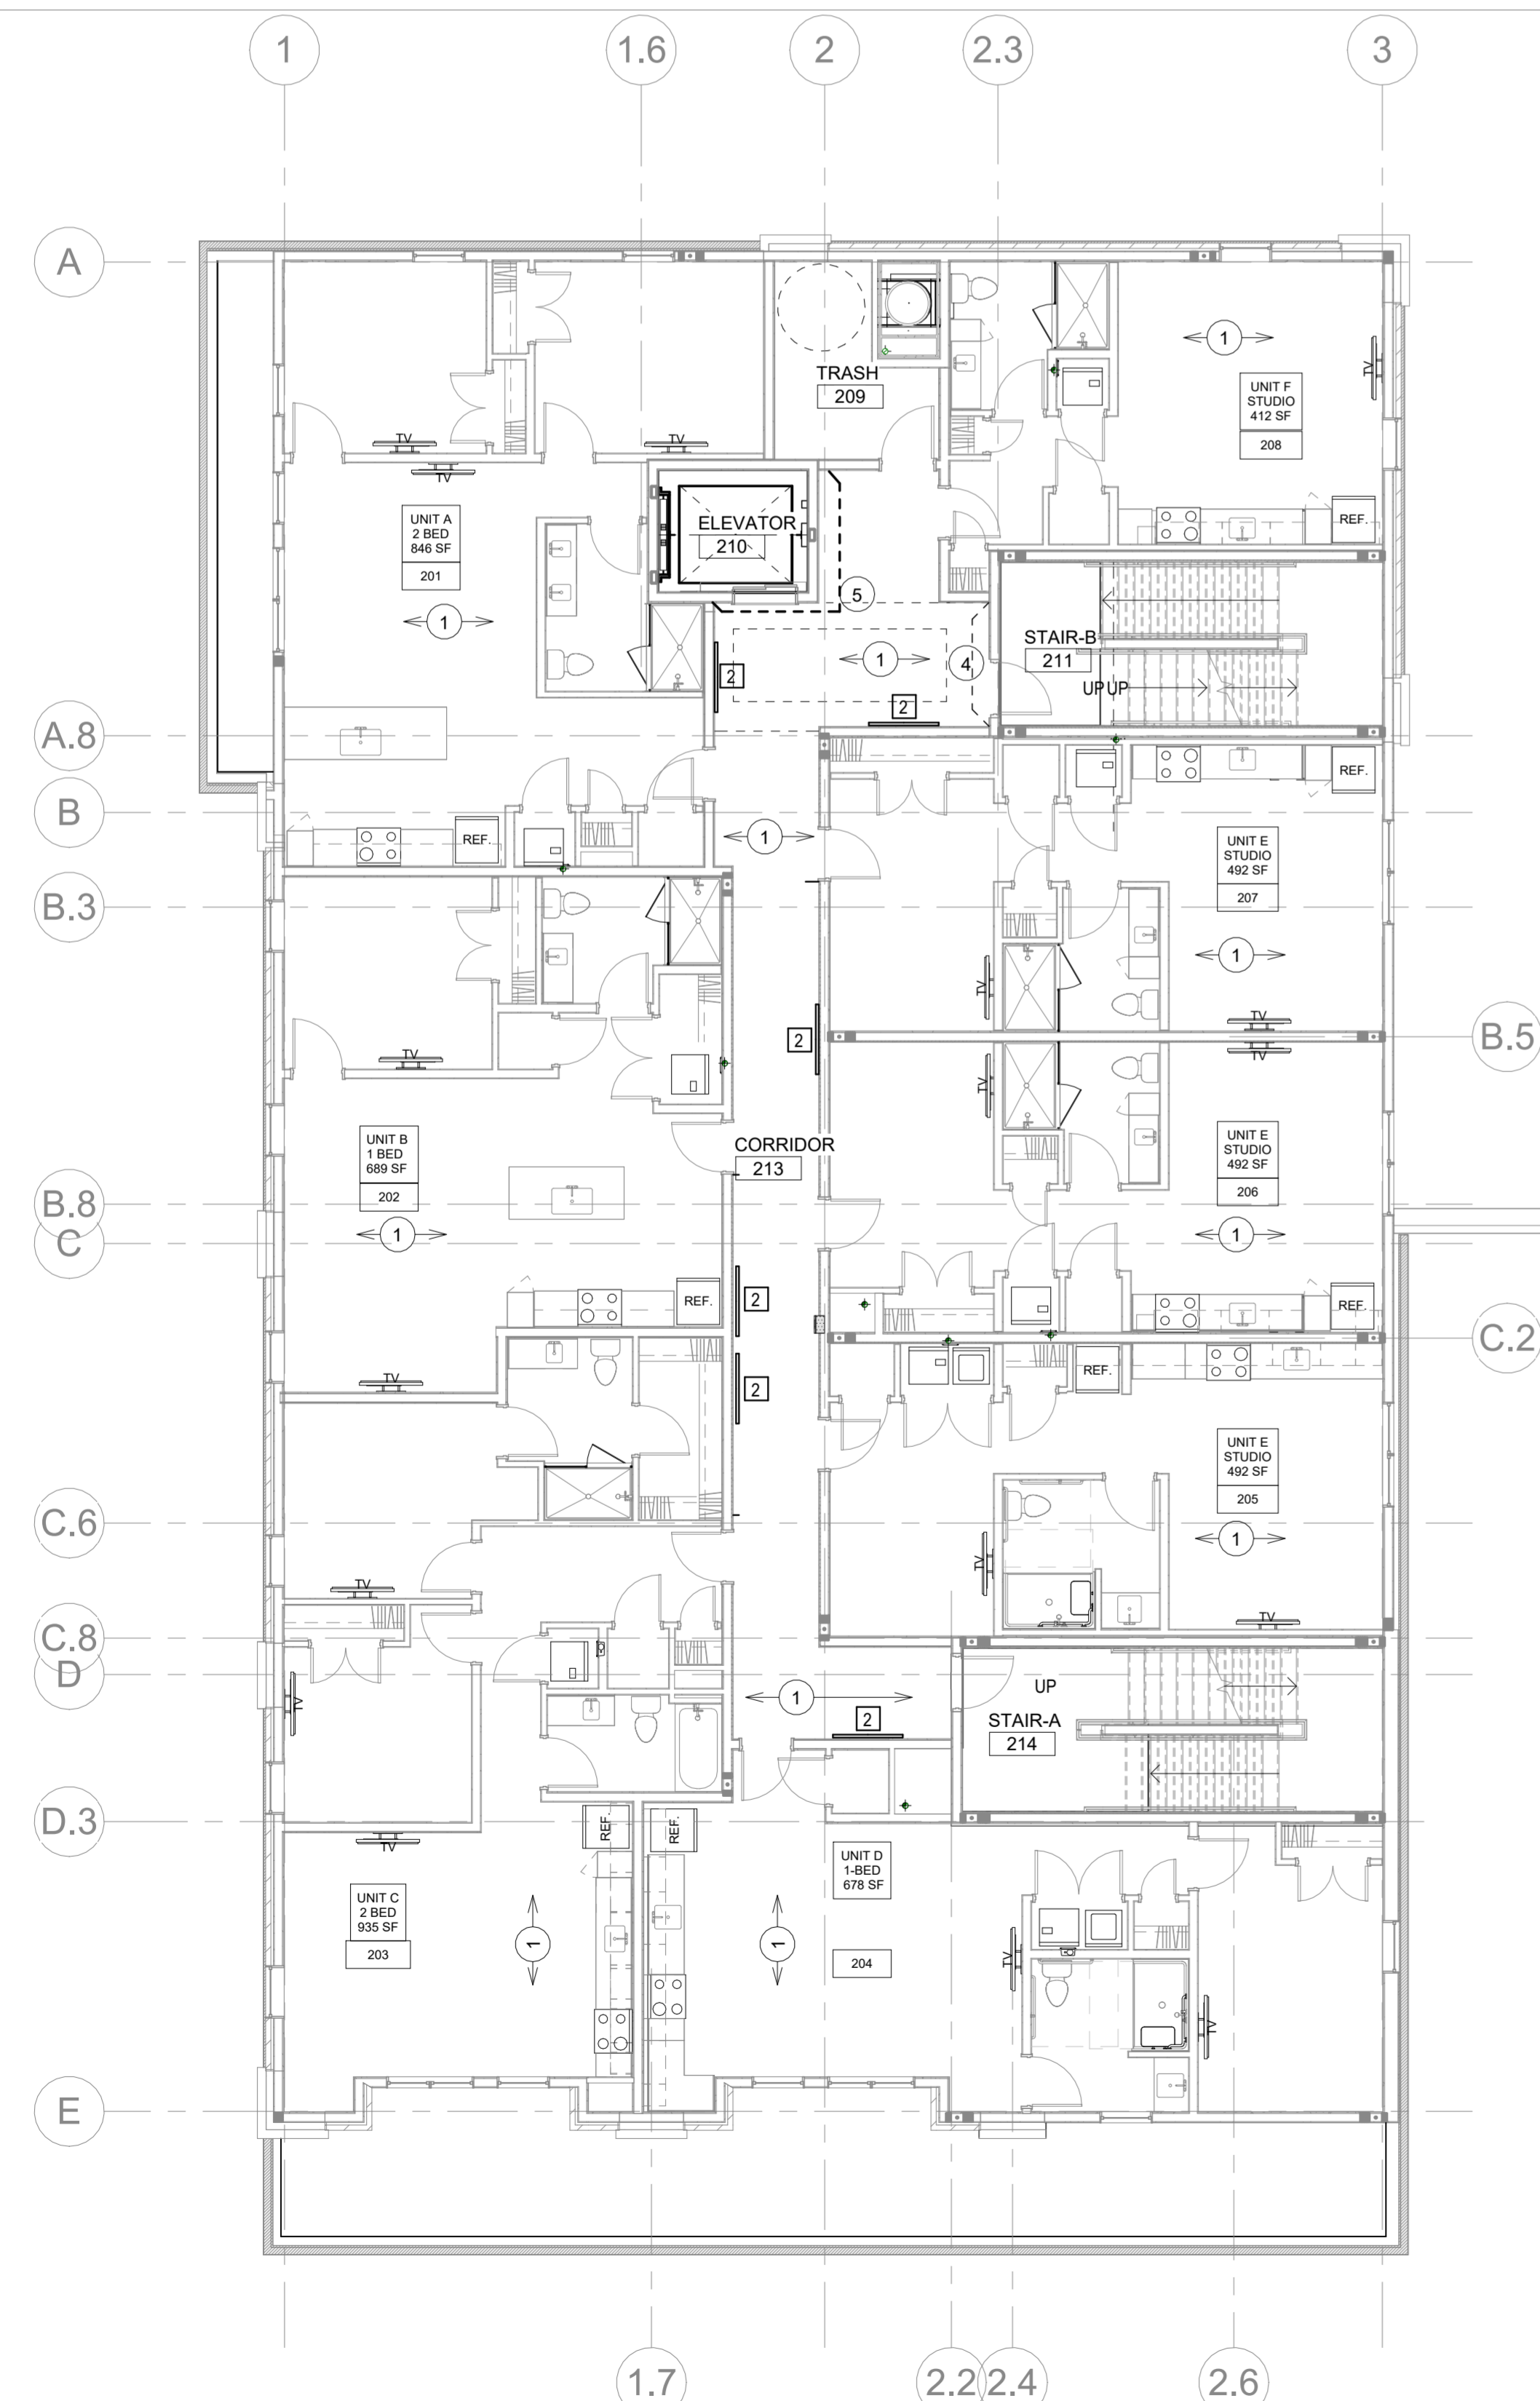 1
1.6
2
2.3
3
A
TRASH
209
1
TV
UNIT F
STUDIO
412 SF
208
TV
TV
TV
UNIT A
2 BED
846 SF
201
ELEVATOR
210
REF.
5
1
1
4
STAIR-B
211
2
2
UP UP
A.8
REF.
B
1
REF.
UNIT E
STUDIO
492 SF
207
B.3
1
TV
TV
2
B.5
TV
TV
TV
UNIT B
1 BED
689 SF
202
CORRIDOR
213
UNIT E
STUDIO
492 SF
206
B.8
C
1
1
REF.
2
REF.
C.2
TV
2
REF.
UNIT E
STUDIO
492 SF
205
C.6
1
TV
TV
TV
C.8
D
TV
1
UP
2
STAIR-A
214
D.3
TV
REF.
REF.
UNIT D
1-BED
678 SF
UNIT C
2 BED
935 SF
203
1
1
204
TV
TV
E
1.7
2.2
2.4
2.6